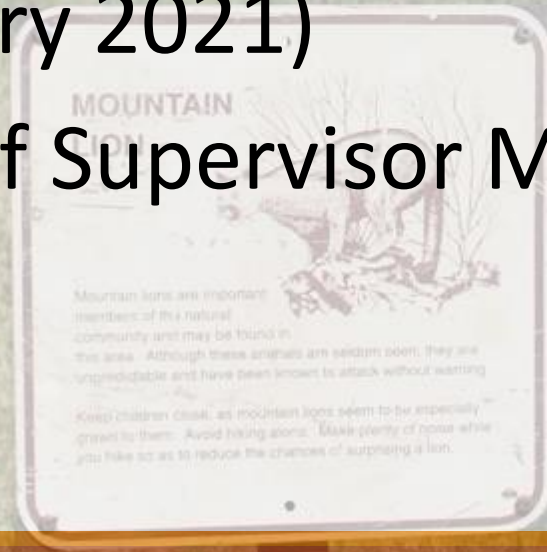 ry 2021)
MOUNTAIN
LION
f Supervisor M
Mountain lions are important
members of the natural
community and may be found in
this area. Although these animals are seldom seen, they are
unpredictable and have been known to attack without warning.
Keep children close, as mountain lions seem to be especially
drawn to them. Avoid hiking alone. Make plenty of noise while
you hike so as to reduce the chances of surprising a lion.